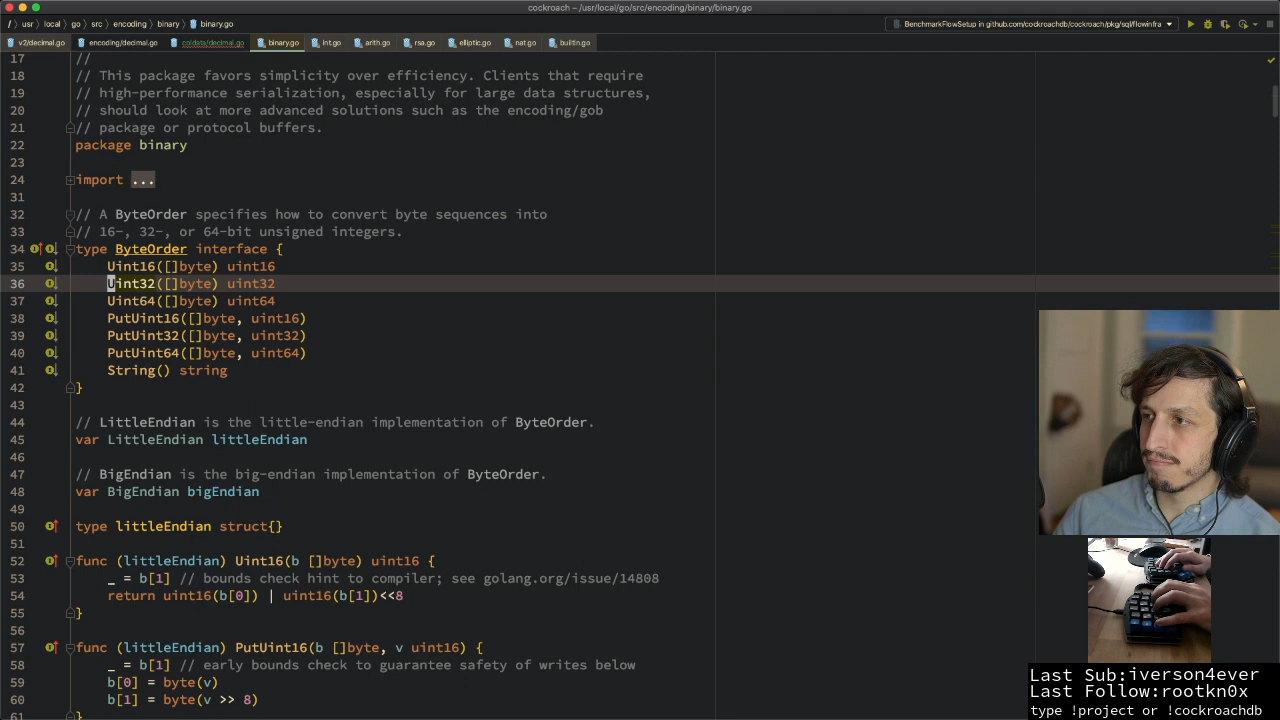 cockroach – /usr/local/go/src/encoding/binary/binary.go
/ usr local go src encoding binary binary.go
BenchmarkFlowSetup in github.com/cockroachdb/cockroach/pkg/sql/flowinfra
v2/decimal.go encoding/decimal.go coldata/decimal.go binary.go int.go arith.go rsa.go elliptic.go nat.go builtin.go
17 //
18 // This package favors simplicity over efficiency. Clients that require
19 // high-performance serialization, especially for large data structures,
20 // should look at more advanced solutions such as the encoding/gob
21 // package or protocol buffers.
22 package binary
23
24 import ...
31
32 // A ByteOrder specifies how to convert byte sequences into
33 // 16-, 32-, or 64-bit unsigned integers.
34 type ByteOrder interface {
35 Uint16([]byte) uint16
36 Uint32([]byte) uint32
37 Uint64([]byte) uint64
38 PutUint16([]byte, uint16)
39 PutUint32([]byte, uint32)
40 PutUint64([]byte, uint64)
41 String() string
42 }
43
44 // LittleEndian is the little-endian implementation of ByteOrder.
45 var LittleEndian littleEndian
46
47 // BigEndian is the big-endian implementation of ByteOrder.
48 var BigEndian bigEndian
49
50 type littleEndian struct{}
51
52 func (littleEndian) Uint16(b []byte) uint16 {
53 _ = b[1] // bounds check hint to compiler; see golang.org/issue/14808
54 return uint16(b[0]) | uint16(b[1])<<8
55 }
56
57 func (littleEndian) PutUint16(b []byte, v uint16) {
58 _ = b[1] // early bounds check to guarantee safety of writes below
59 b[0] = byte(v)
60 b[1] = byte(v >> 8)
61 }
Last Sub:iverson4ever
Last Follow:rootkn0x
type !project or !cockroachdb